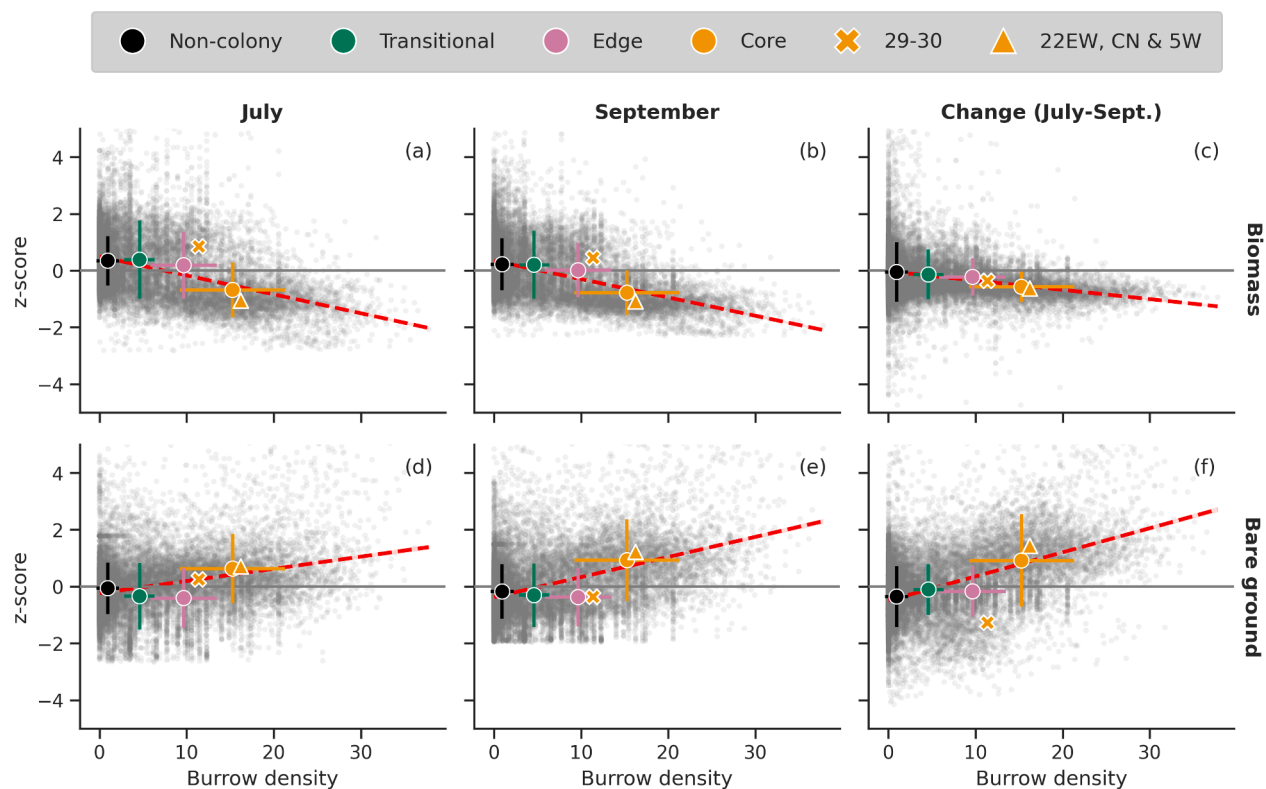 Non-colony Transitional Edge Core 29-30 22EW, CN & 5W
July September Change (July-Sept.)
(a) (b) (c)
4
2
0
−2
−4
z-score
Biomass
(d) (e) (f)
4
2
0
−2
−4
z-score
Bare ground
0 10 20 30 0 10 20 30 0 10 20 30
Burrow density Burrow density Burrow density